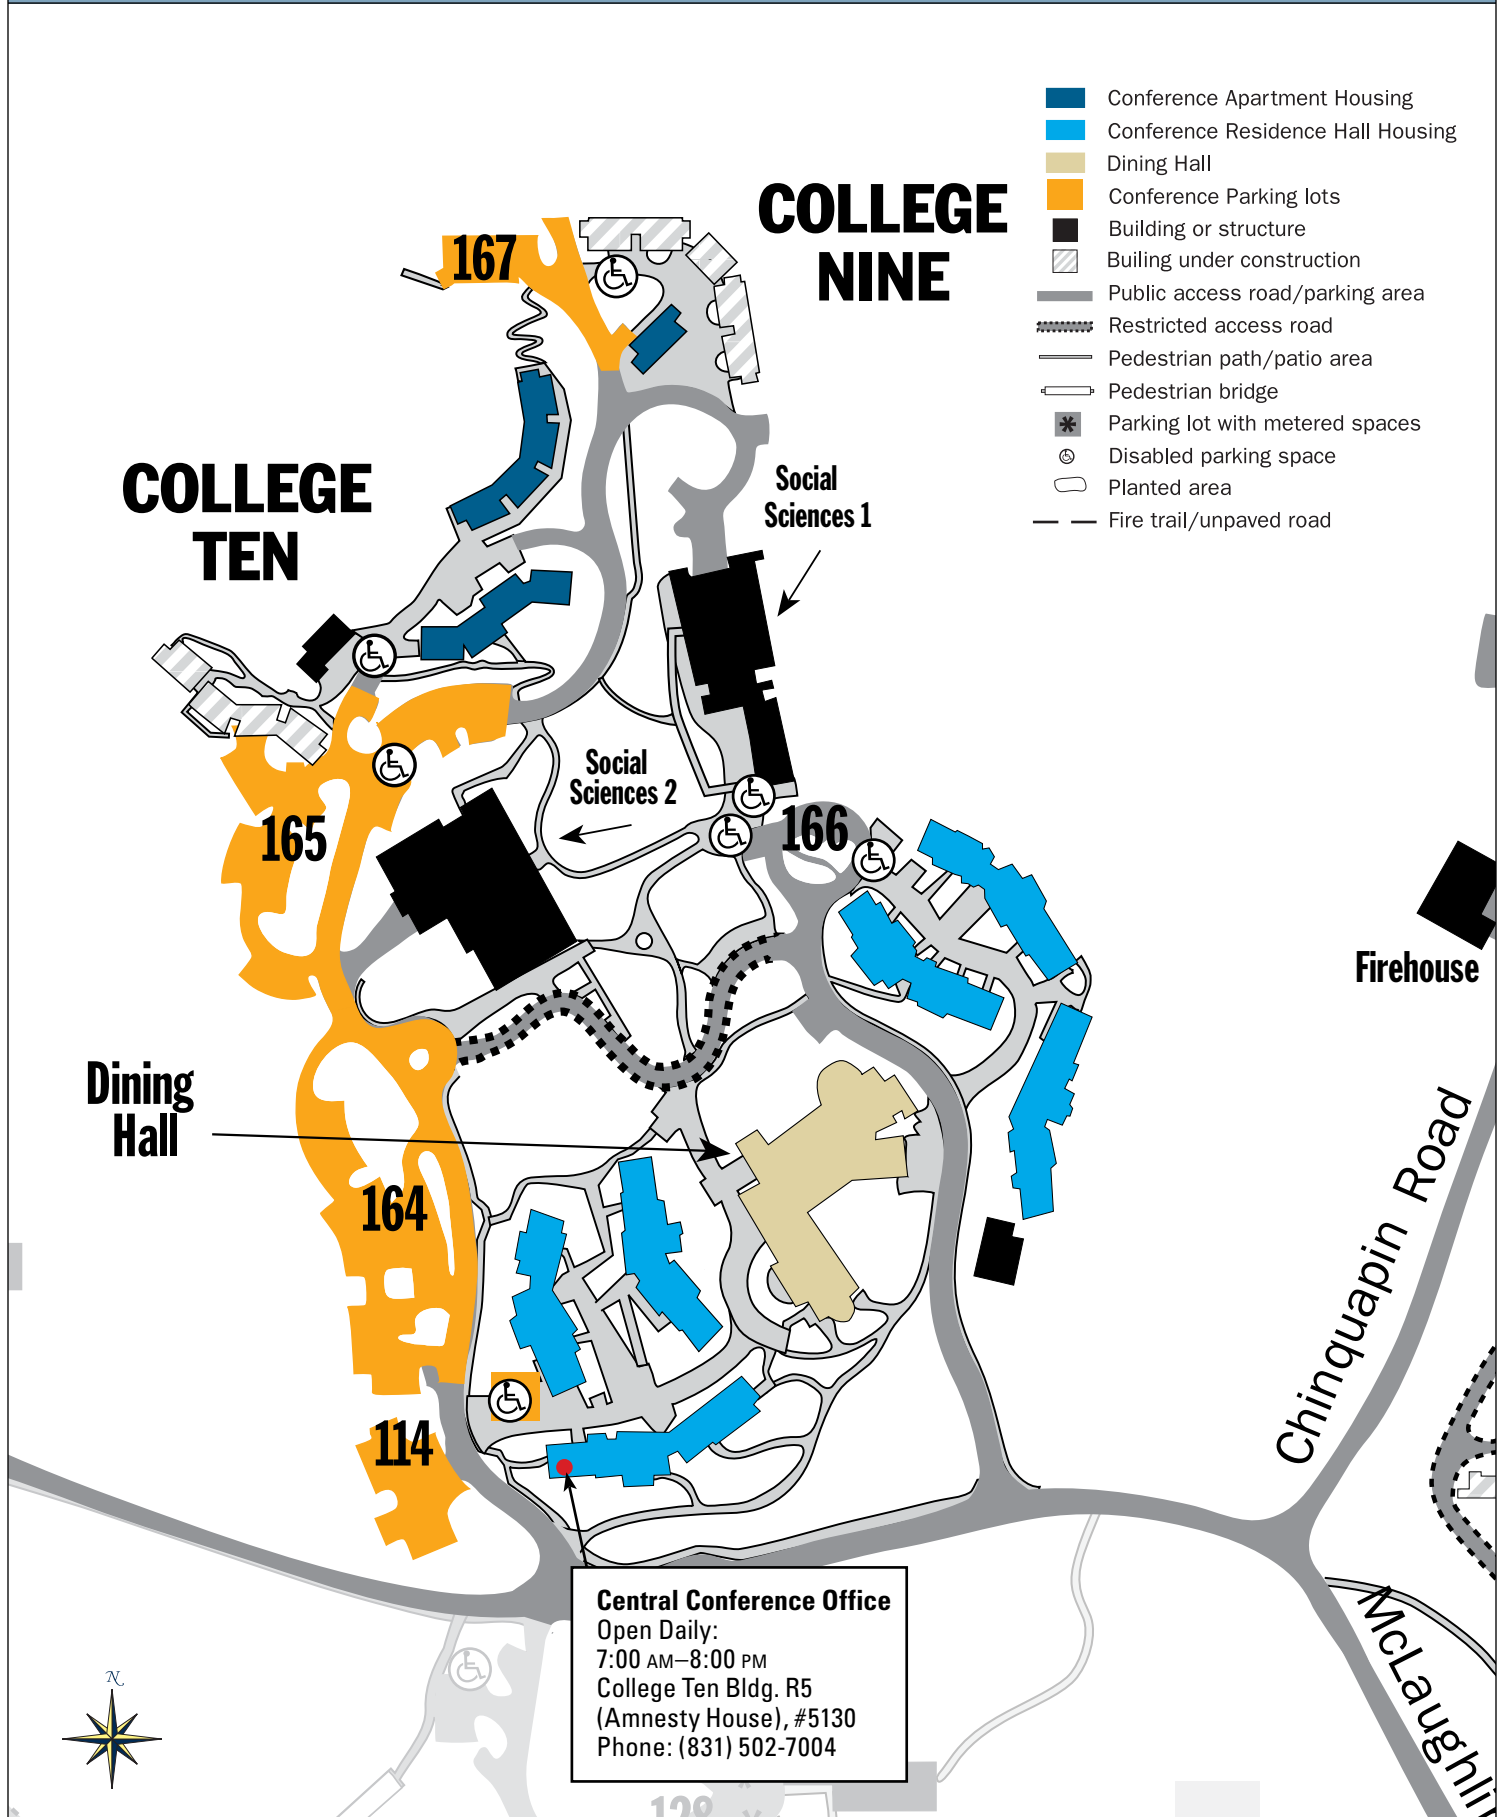 Conference Apartment Housing
Conference Residence Hall Housing
Dining Hall
Conference Parking lots
Building or structure
Builing under construction
Public access road/parking area
Restricted access road
Pedestrian path/patio area
Pedestrian bridge
Parking lot with metered spaces
Disabled parking space
Planted area
Fire trail/unpaved road
COLLEGE
NINE
167
COLLEGE
TEN
Social
Sciences 1
Social
Sciences 2
165
166
Firehouse
Dining
Hall
164
114
Chinquapin Road
McLaughli
Central Conference Office
Open Daily:
7:00 AM–8:00 PM
College Ten Bldg. R5
(Amnesty House), #5130
Phone: (831) 502-7004
N
128